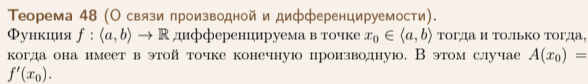 Теорема 48 (О связи производной и дифференцируемости).
Функция f : ⟨a, b⟩ → ℝ дифференцируема в точке x₀ ∈ ⟨a, b⟩ тогда и только тогда,
когда она имеет в этой точке конечную производную. В этом случае A(x₀) =
f′(x₀).